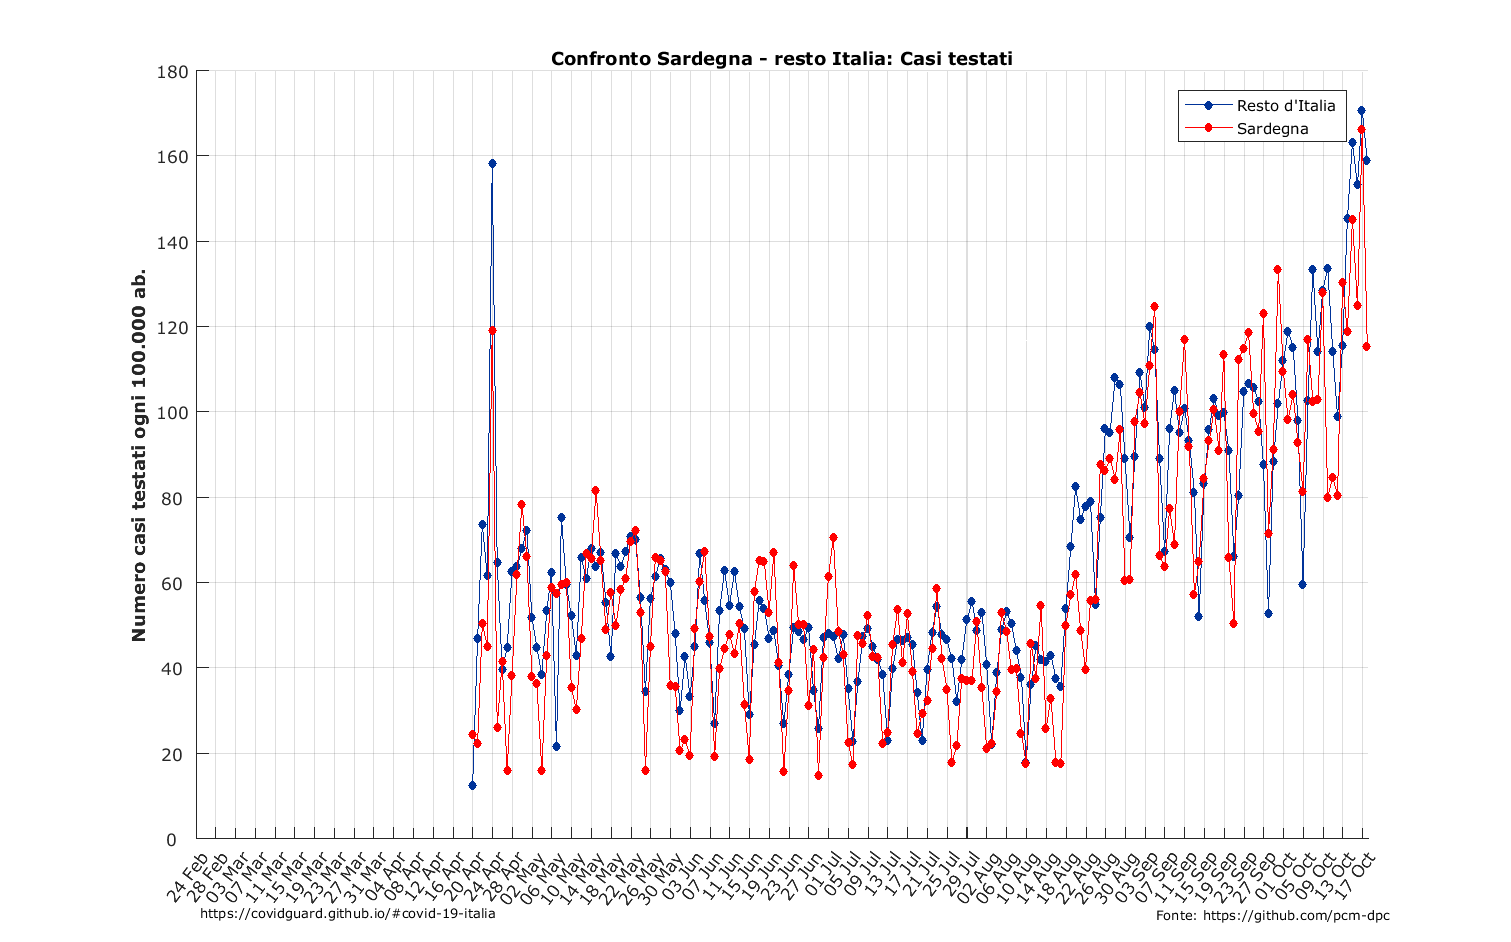 Confronto Sardegna - resto Italia: Casi testati
Numero casi testati ogni 100.000 ab.
180
160
140
120
100
80
60
40
20
0
Resto d'Italia
Sardegna
24 Feb
28 Feb
03 Mar
07 Mar
11 Mar
15 Mar
19 Mar
23 Mar
27 Mar
31 Mar
04 Apr
08 Apr
12 Apr
16 Apr
20 Apr
24 Apr
28 Apr
02 May
06 May
10 May
14 May
18 May
22 May
26 May
30 May
03 Jun
07 Jun
11 Jun
15 Jun
19 Jun
23 Jun
27 Jun
01 Jul
05 Jul
09 Jul
13 Jul
17 Jul
21 Jul
25 Jul
29 Jul
02 Aug
06 Aug
10 Aug
14 Aug
18 Aug
22 Aug
26 Aug
30 Aug
03 Sep
07 Sep
11 Sep
15 Sep
19 Sep
23 Sep
27 Sep
01 Oct
05 Oct
09 Oct
13 Oct
17 Oct
https://covidguard.github.io/#covid-19-italia
Fonte: https://github.com/pcm-dpc